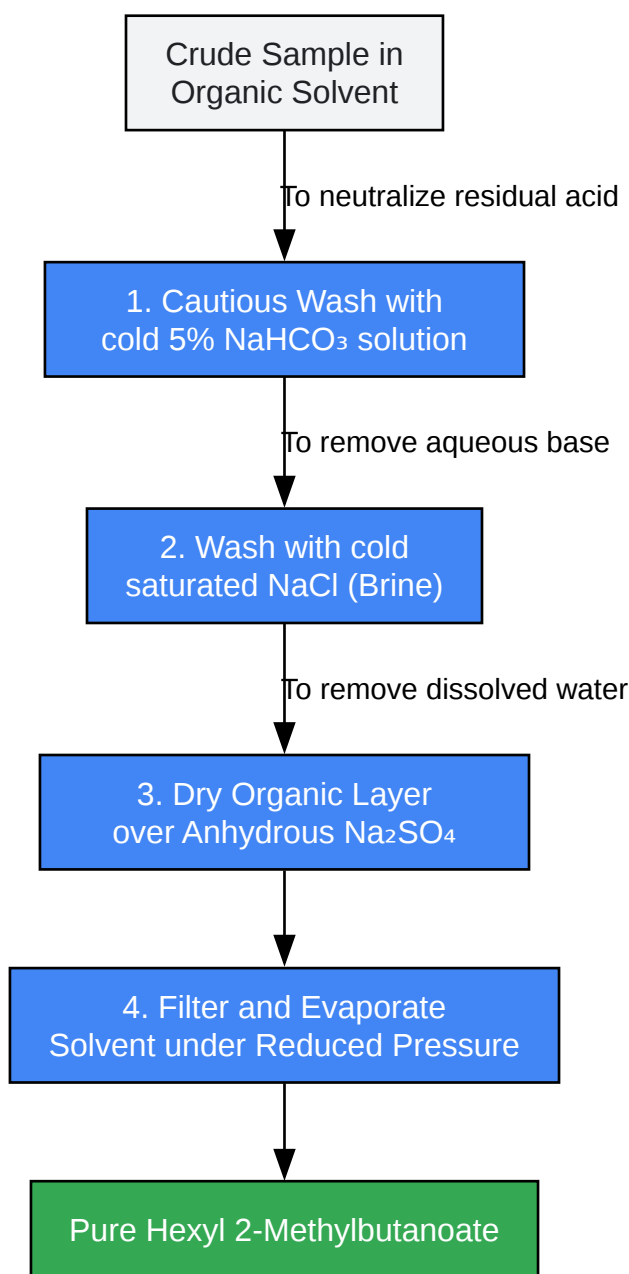 Crude Sample in
Organic Solvent
To neutralize residual acid
1. Cautious Wash with
cold 5% NaHCO₃ solution
To remove aqueous base
2. Wash with cold
saturated NaCl (Brine)
To remove dissolved water
3. Dry Organic Layer
over Anhydrous Na₂SO₄
4. Filter and Evaporate
Solvent under Reduced Pressure
Pure Hexyl 2-Methylbutanoate